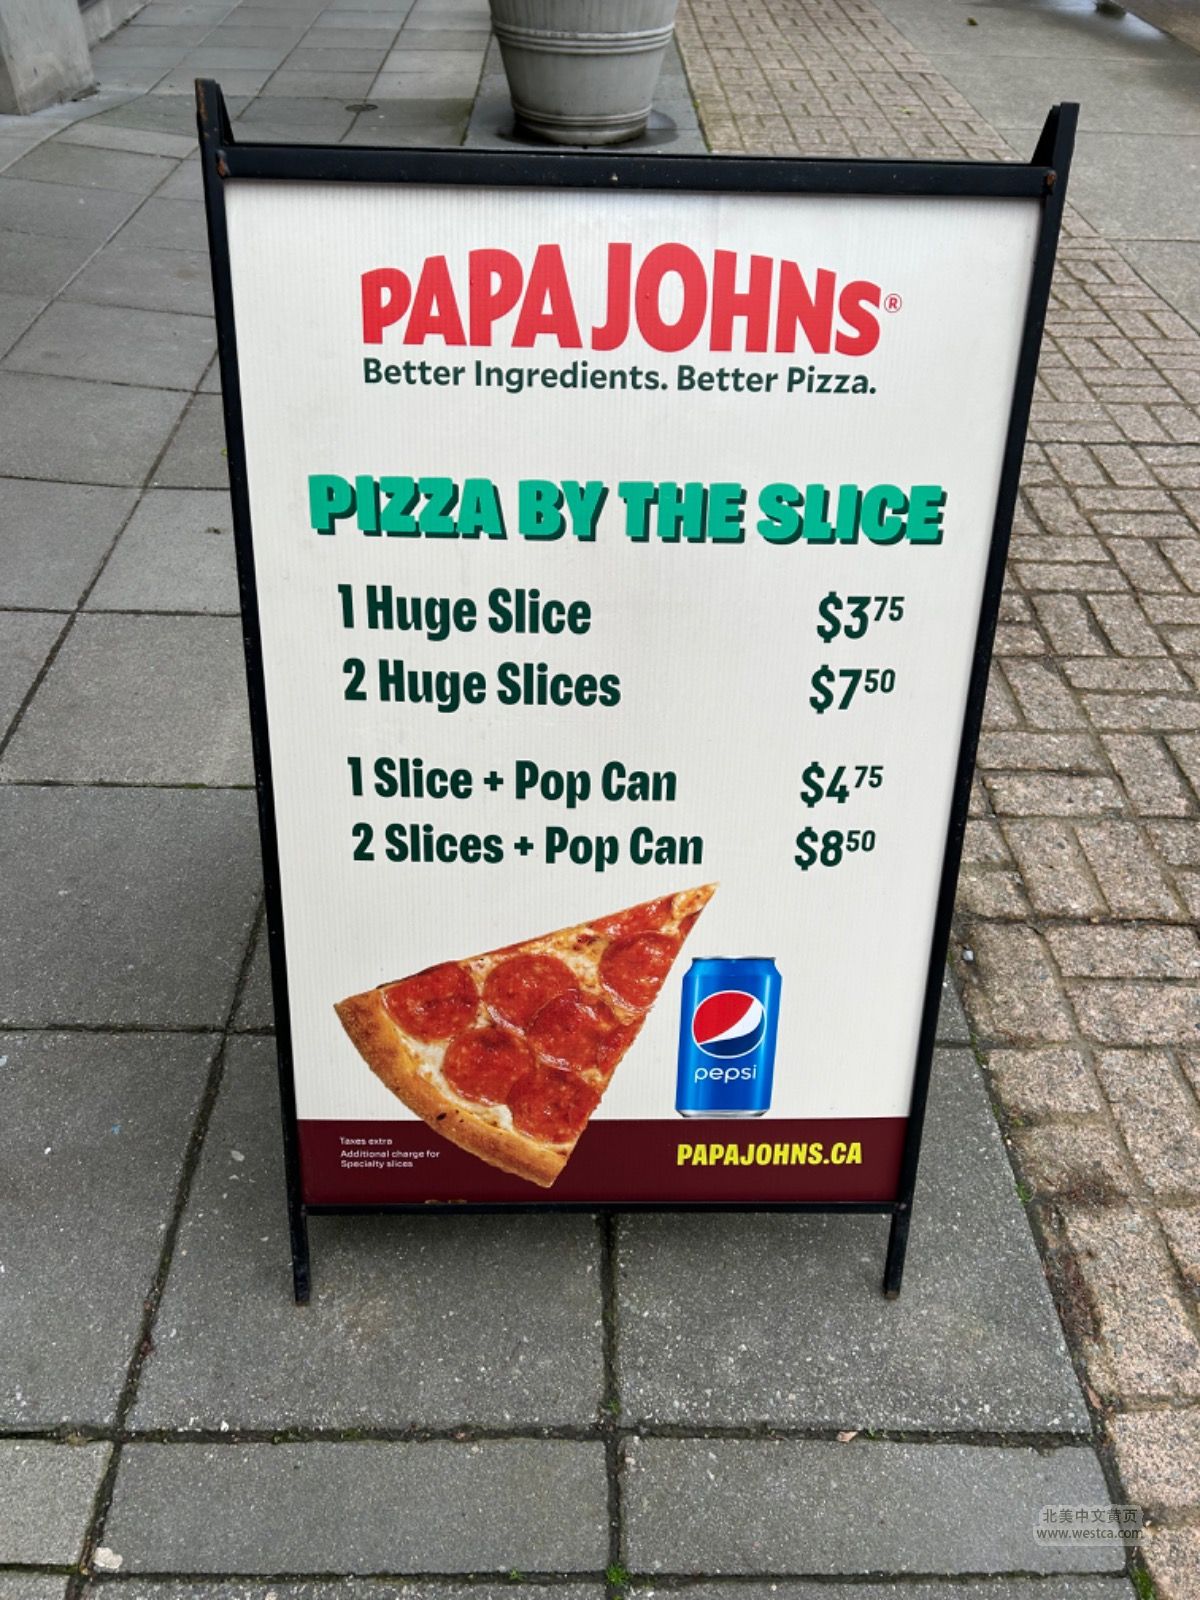 PAPA JOHNS®
Better Ingredients. Better Pizza.
PIZZA BY THE SLICE
1 Huge Slice $3 75
2 Huge Slices $7 50
1 Slice + Pop Can $4 75
2 Slices + Pop Can $8 50
pepsi
Taxes extra
Additional charge for
Specialty slices
PAPAJOHNS.CA
北美中文黄页
www.westca.com